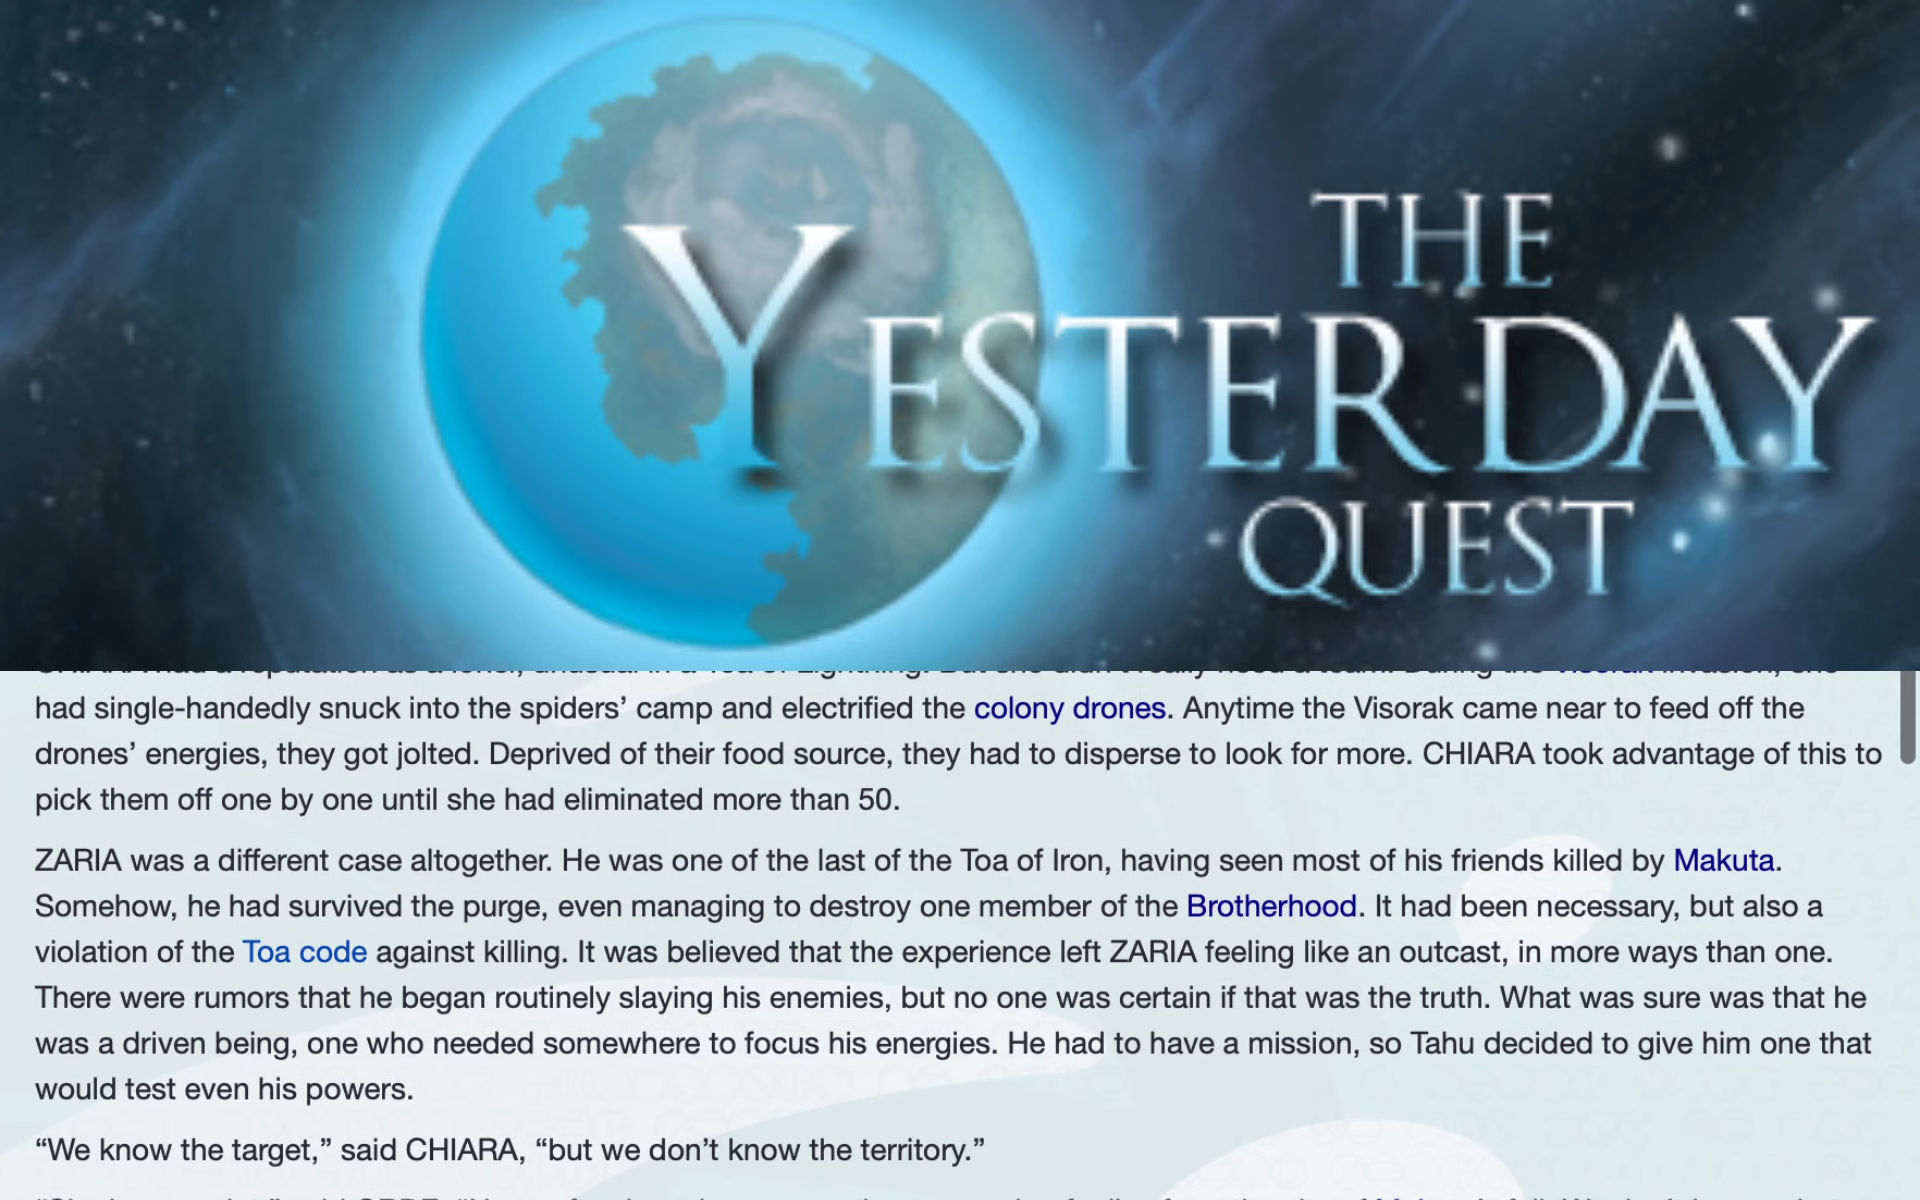 THE
YESTERDAY
QUEST
had single-handedly snuck into the spiders’ camp and electrified the colony drones. Anytime the Visorak came near to feed off the
drones’ energies, they got jolted. Deprived of their food source, they had to disperse to look for more. CHIARA took advantage of this to
pick them off one by one until she had eliminated more than 50.
ZARIA was a different case altogether. He was one of the last of the Toa of Iron, having seen most of his friends killed by Makuta.
Somehow, he had survived the purge, even managing to destroy one member of the Brotherhood. It had been necessary, but also a
violation of the Toa code against killing. It was believed that the experience left ZARIA feeling like an outcast, in more ways than one.
There were rumors that he began routinely slaying his enemies, but no one was certain if that was the truth. What was sure was that he
was a driven being, one who needed somewhere to focus his energies. He had to have a mission, so Tahu decided to give him one that
would test even his powers.
“We know the target,” said CHIARA, “but we don’t know the territory.”